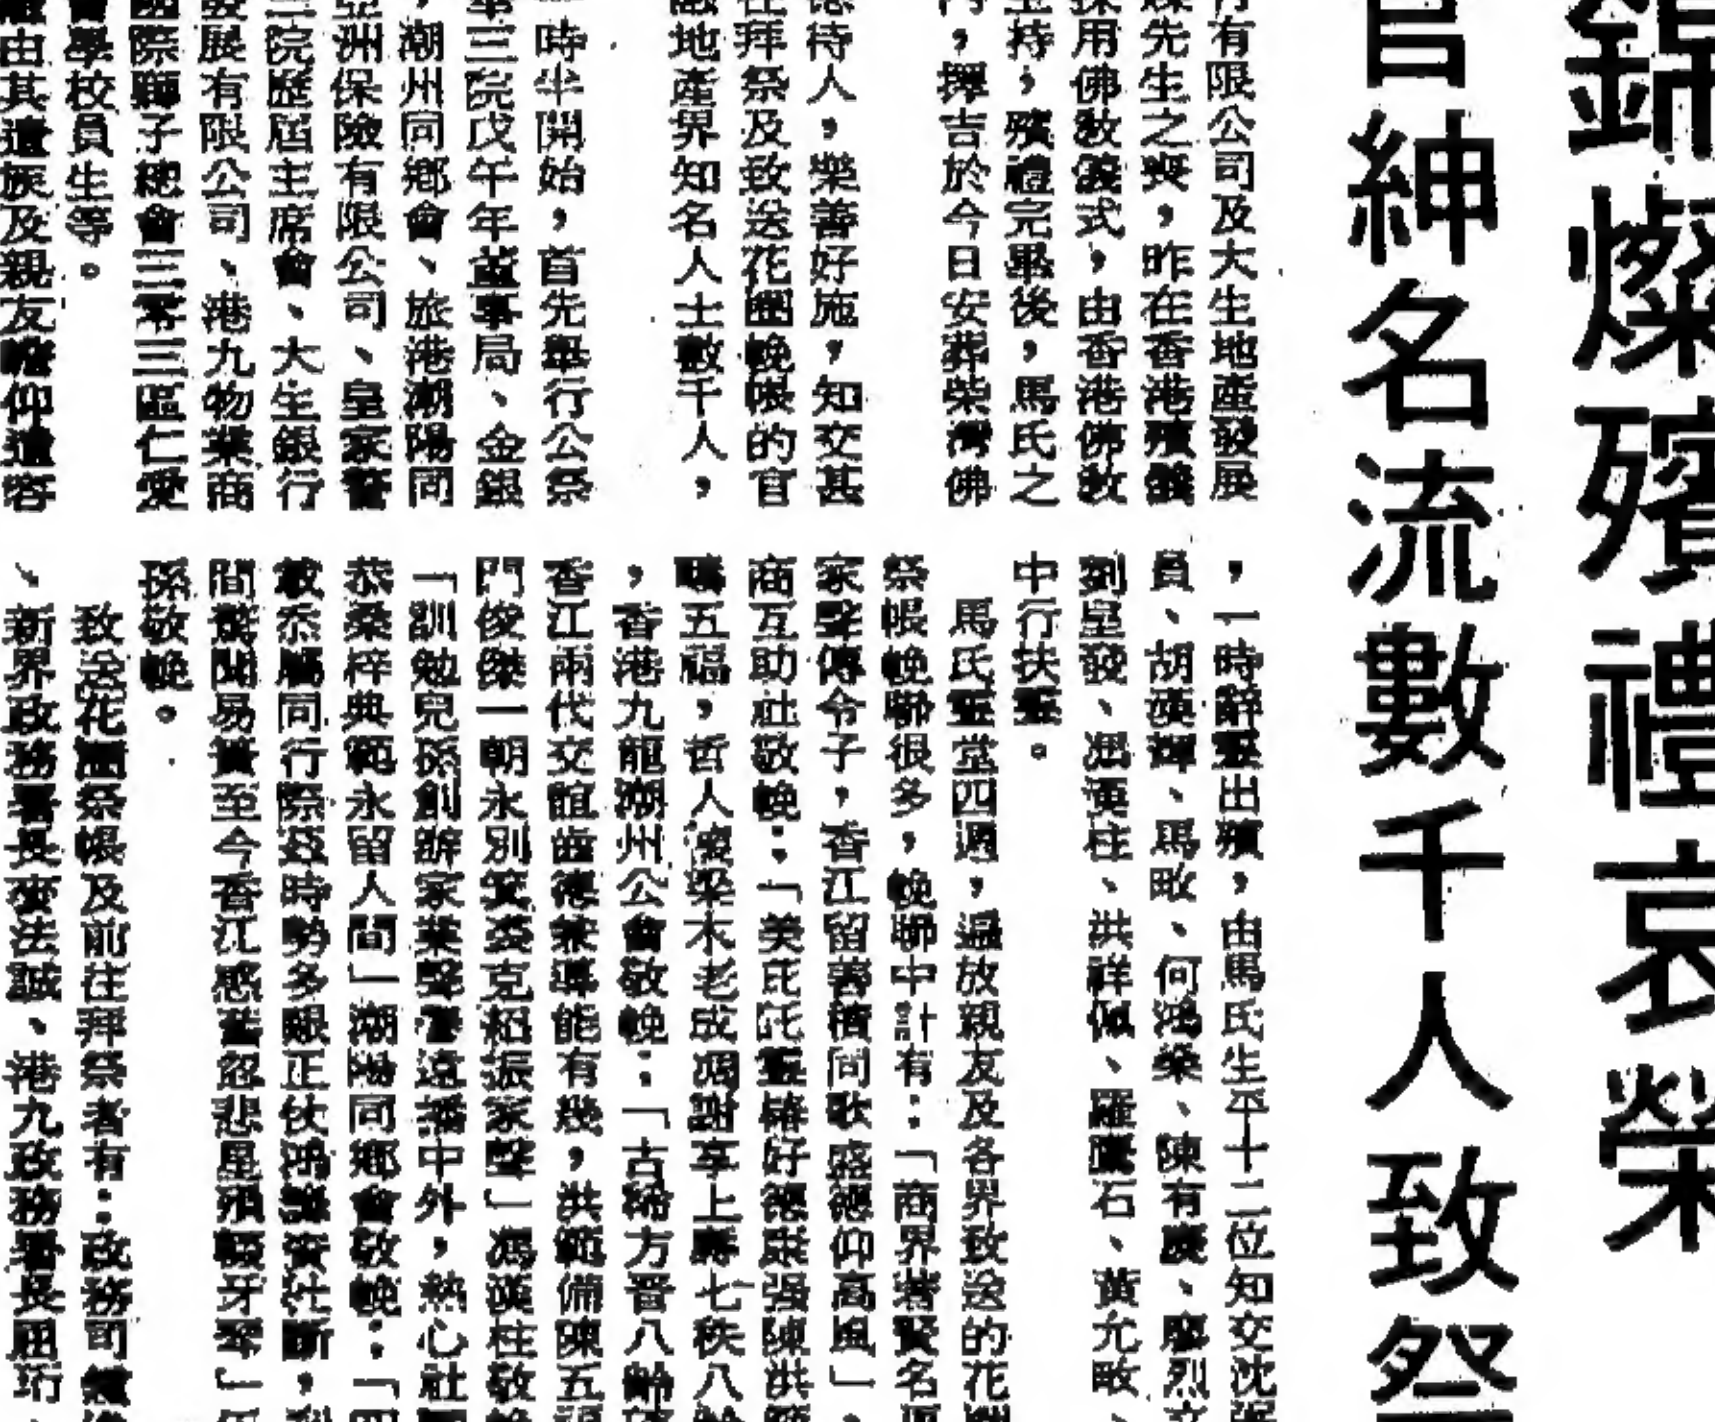 錦燦殯禮哀榮
官紳名流數千人致祭
有限公司及大生地產發展
燦先生之喪，昨在香港殯儀
採用佛教儀式，由香港佛教
主持，殯禮完畢後，馬氏之
內，擇吉於今日安葬柴灣佛
德待人，樂善好施，知交甚
往拜祭及致送花圈輓帳的官
融地產界知名人士數千人，
一時半開始，首先舉行公祭
第三院戊午年董事局、金銀
，潮州同鄉會、旅港潮陽同
亞洲保險有限公司、皇家
三院歷屆主席會、大生銀行
發展有限公司、港九物業商
國際獅子總會三零三區仁愛
會學校員生等。
由其遺族及親友瞻仰遺容
，一時辭靈出殯，由馬氏生平十二位知交沈
員、胡漢輝、馬畋、何鴻燊、陳有慶、廖烈文
劉皇發、馮漢柱、洪祥佩、羅鷹石、黃允畋、
中行扶靈。
馬氏靈堂四週，遍放親友及各界致送的花
祭帳輓聯很多，輓聯中計有：「商界耆賢名
家聲傳令子，香江留善積同歌盛德仰高風」，
商互助社敬輓：「美氏託靈椿好德康强陳洪範
疇五福，哲人壞梁木老成凋謝享上壽七秩八
，香港九龍潮州公會敬輓：「古稀方晋八齡
香江兩代交誼齒德兼尊能有幾，洪範備陳五福
門俊傑一朝永別箕裘克紹振家聲」馮漢柱敬輓
「訓勉兒孫創辦家業聲譽遠播中外，熱心社
恭桑梓典範永留人間」潮陽同鄉會敬輓：「四
載忝屬同行際茲時勢多艱正仗鴻謀資壯斷，
間驚聞易簀至今香江感舊忽悲星殞輟牙琴」
孫敬輓。
致送花圈祭帳及前往拜祭者有：政務司
、新界政務署長麥法誠、港九政務署長